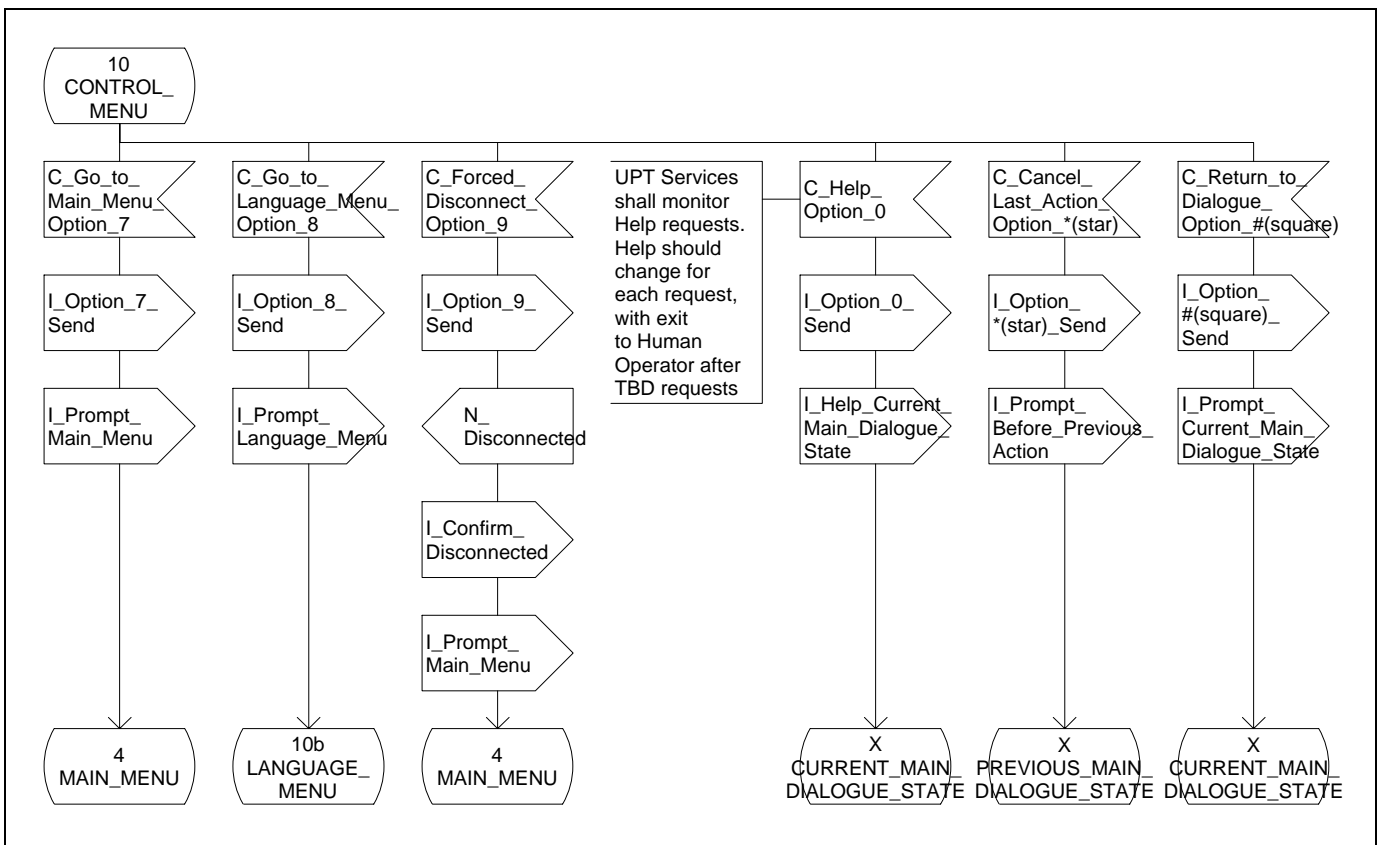 10
CONTROL_
MENU
C_Go_to_
Main_Menu_
Option_7
I_Option_7_
Send
I_Prompt_
Main_Menu
4
MAIN_MENU
C_Go_to_
Language_Menu_
Option_8
I_Option_8_
Send
I_Prompt_
Language_Menu
10b
LANGUAGE_
MENU
C_Forced_
Disconnect_
Option_9
I_Option_9_
Send
N_
Disconnected
I_Confirm_
Disconnected
I_Prompt_
Main_Menu
4
MAIN_MENU
UPT Services
shall monitor
Help requests.
Help should
change for
each request,
with exit
to Human
Operator after
TBD requests
C_Help_
Option_0
I_Option_0_
Send
I_Help_Current_
Main_Dialogue_
State
X
CURRENT_MAIN_
DIALOGUE_STATE
C_Cancel_
Last_Action_
Option_*(star)
I_Option_
*(star)_Send
I_Prompt_
Before_Previous_
Action
X
PREVIOUS_MAIN_
DIALOGUE_STATE
C_Return_to_
Dialogue_
Option_#(square)
I_Option_
#(square)_
Send
I_Prompt_
Current_Main_
Dialogue_State
X
CURRENT_MAIN_
DIALOGUE_STATE